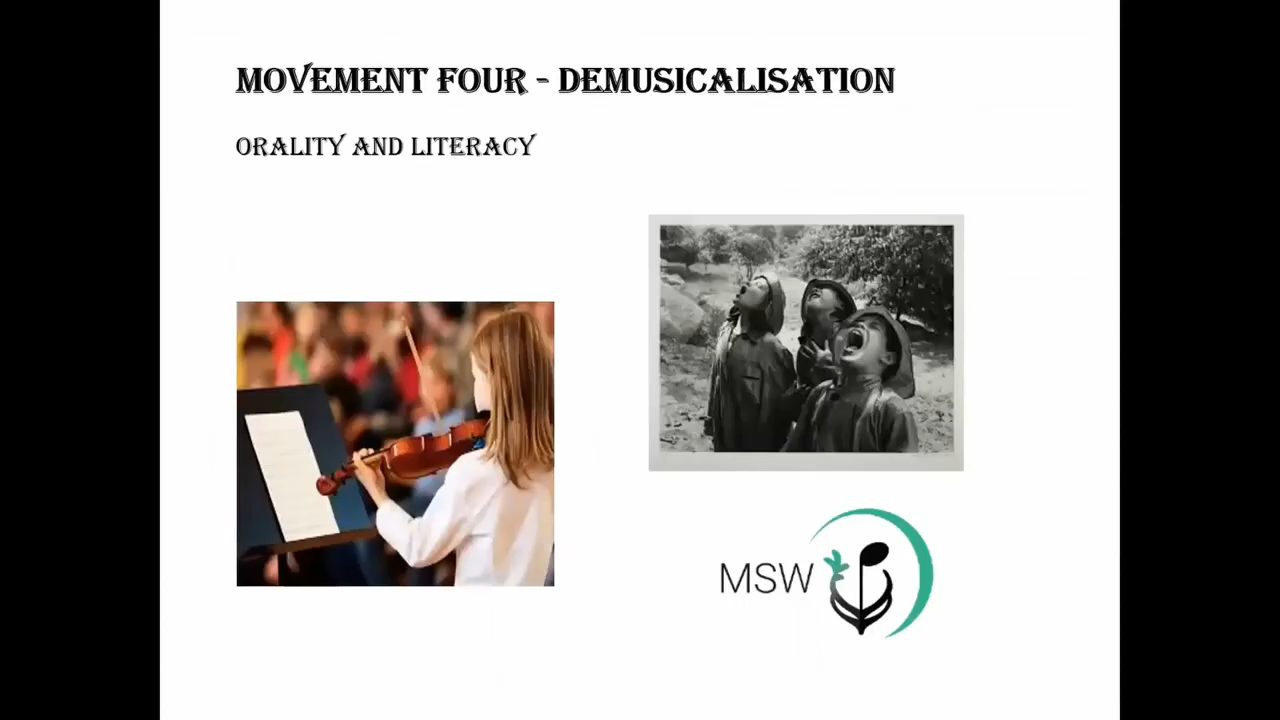 MOVEMENT FOUR - DEMUSICALISATION
ORALITY AND LITERACY
MSW